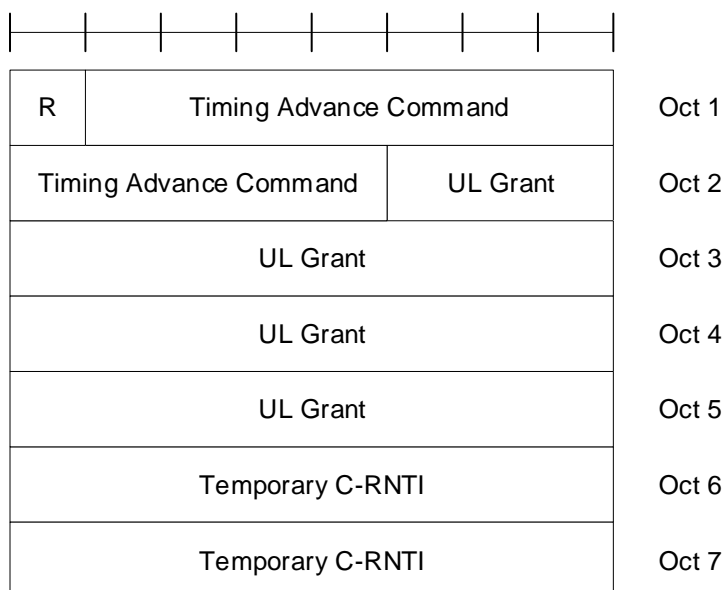 R Timing Advance Command Oct 1
Timing Advance Command UL Grant Oct 2
UL Grant Oct 3
UL Grant Oct 4
UL Grant Oct 5
Temporary C-RNTI Oct 6
Temporary C-RNTI Oct 7